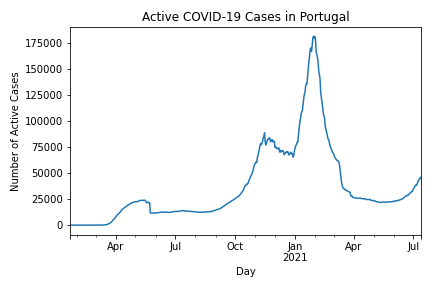 Active COVID-19 Cases in Portugal
175000
150000
125000
100000
75000
50000
25000
0
Number of Active Cases
Apr Jul Oct Jan Apr Jul
2021
Day